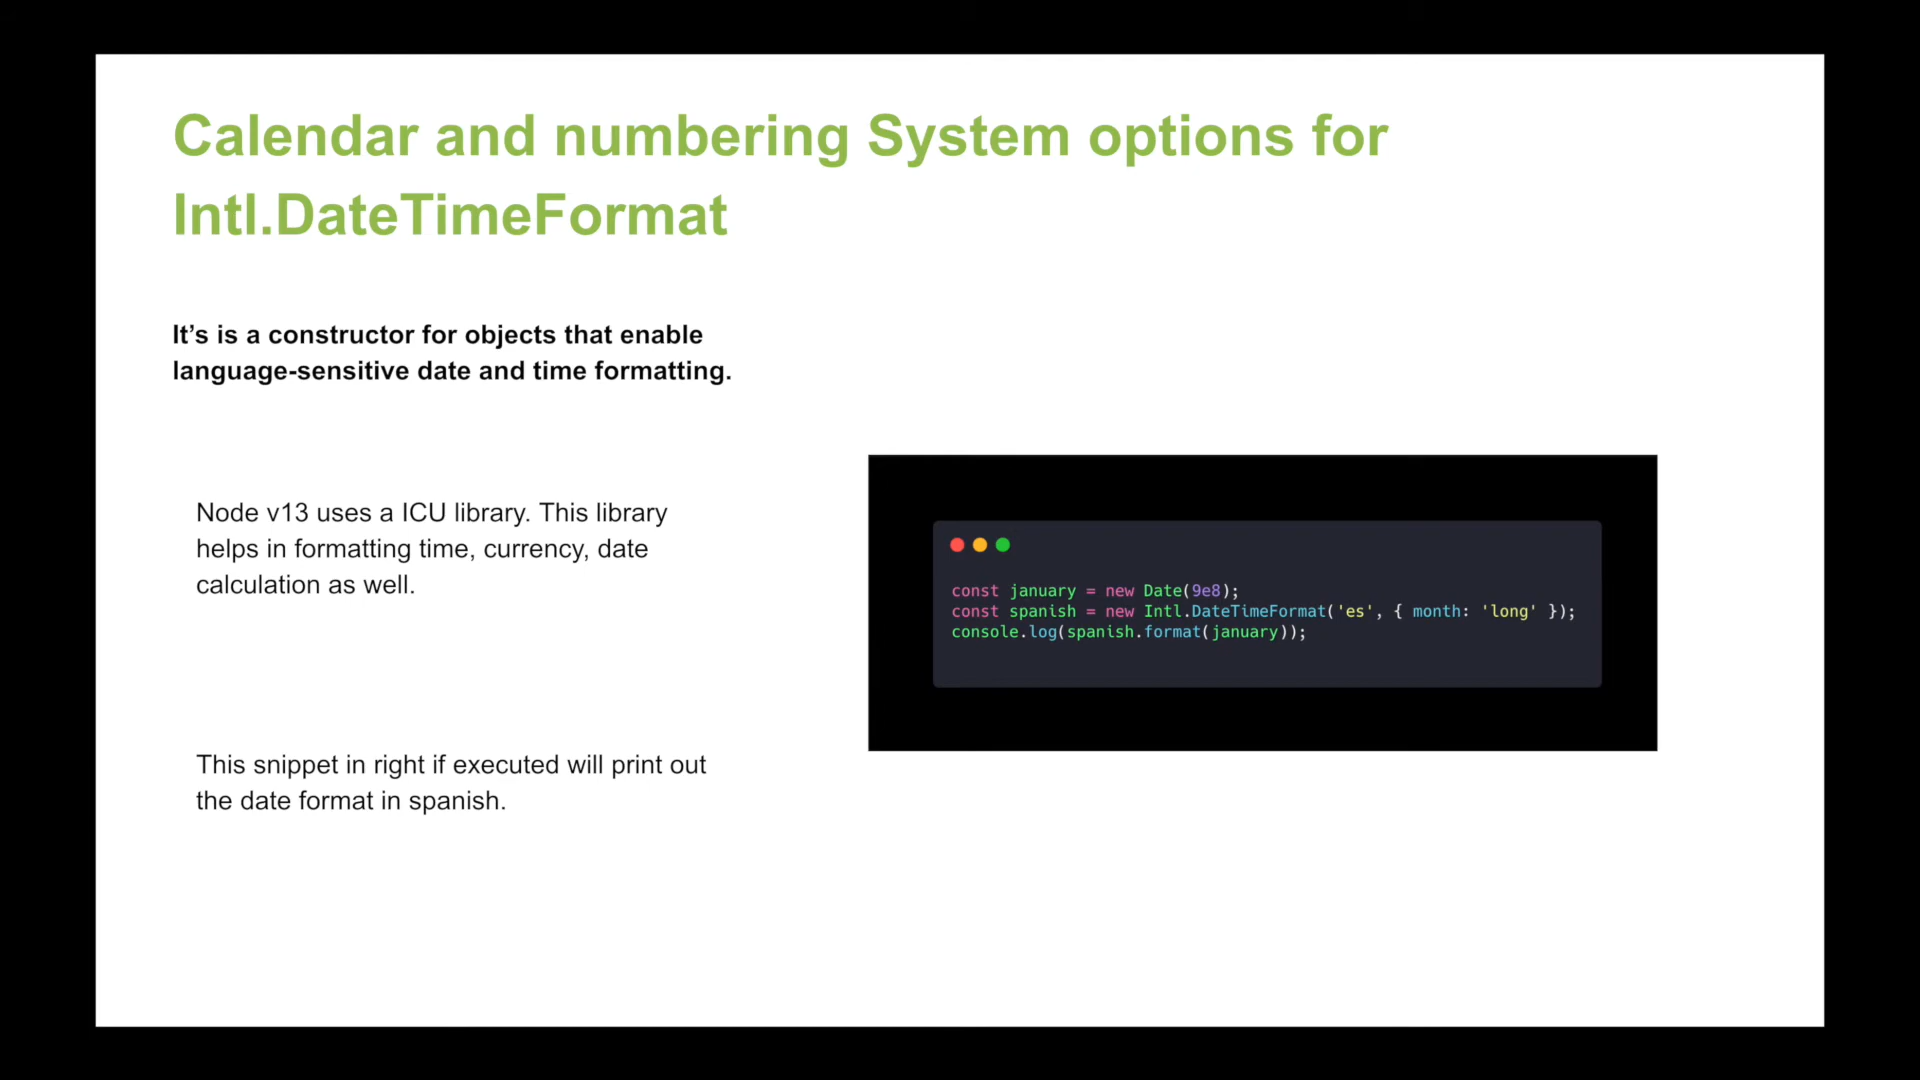 Calendar and numbering System options for
Intl.DateTimeFormat
It’s is a constructor for objects that enable
language-sensitive date and time formatting.
Node v13 uses a ICU library. This library
helps in formatting time, currency, date
calculation as well.
const january = new Date(9e8);
const spanish = new Intl.DateTimeFormat('es', { month: 'long' });
console.log(spanish.format(january));
This snippet in right if executed will print out
the date format in spanish.